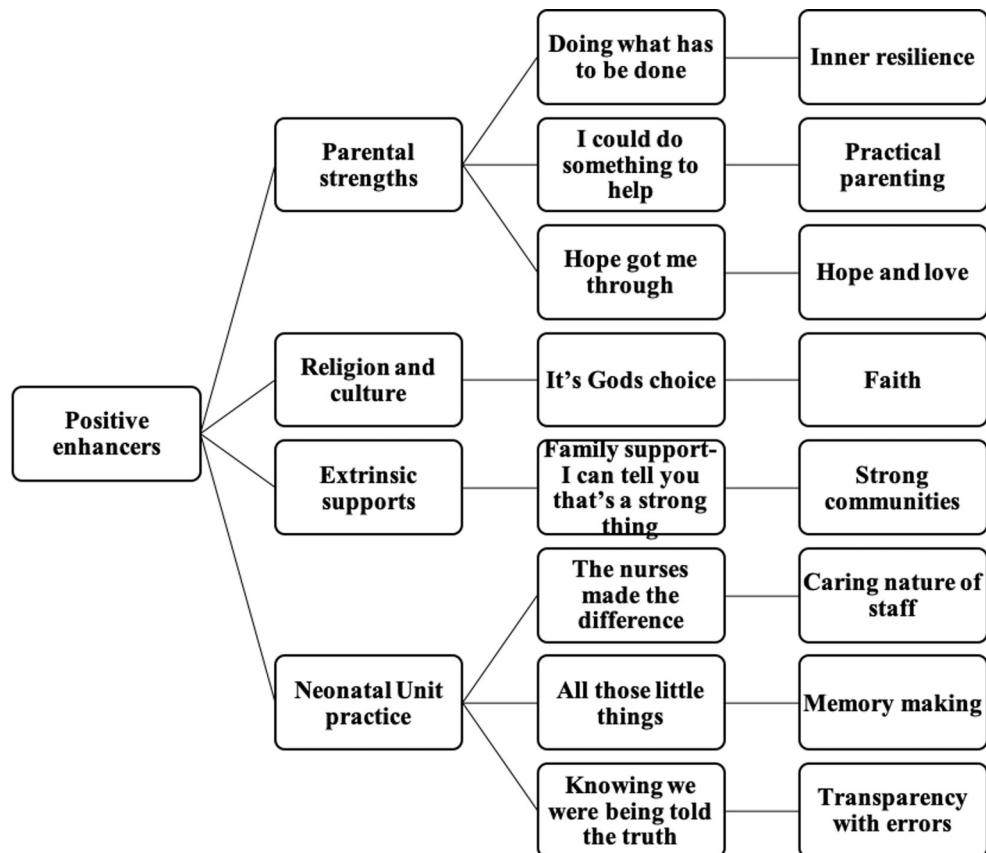 Positive
enhancers
Parental
strengths
Doing what has
to be done
Inner resilience
I could do
something to
help
Practical
parenting
Hope got me
through
Hope and love
Religion and
culture
It’s Gods choice
Faith
Extrinsic
supports
Family support-
I can tell you
that’s a strong
thing
Strong
communities
Neonatal Unit
practice
The nurses
made the
difference
Caring nature of
staff
All those little
things
Memory making
Knowing we
were being told
the truth
Transparency
with errors